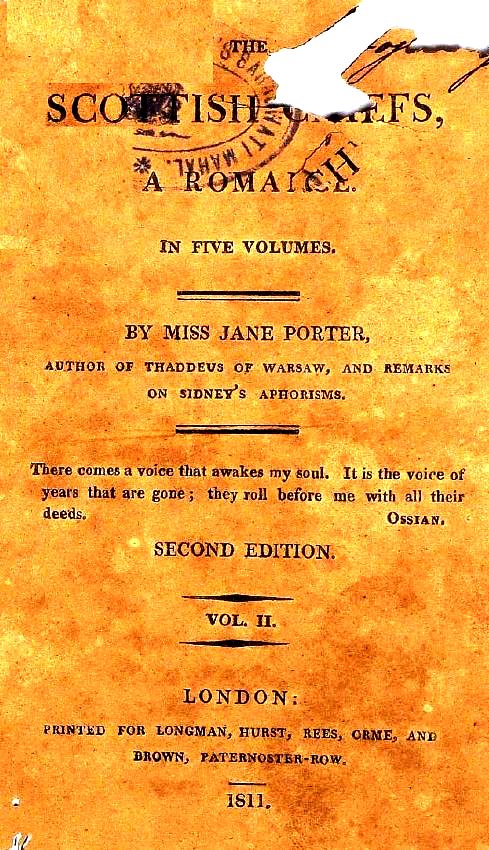 THE
SCOTTISH CHIEFS,
A ROMANCE.
IN FIVE VOLUMES.
BY MISS JANE PORTER,
AUTHOR OF THADDEUS OF WARSAW, AND REMARKS
ON SIDNEY'S APHORISMS.
There comes a voice that awakes my soul. It is the voice of
years that are gone; they roll before me with all their
deeds. OSSIAN.
SECOND EDITION.
VOL. II.
LONDON:
PRINTED FOR LONGMAN, HURST, REES, ORME, AND
BROWN, PATERNOSTER-ROW.
1811.